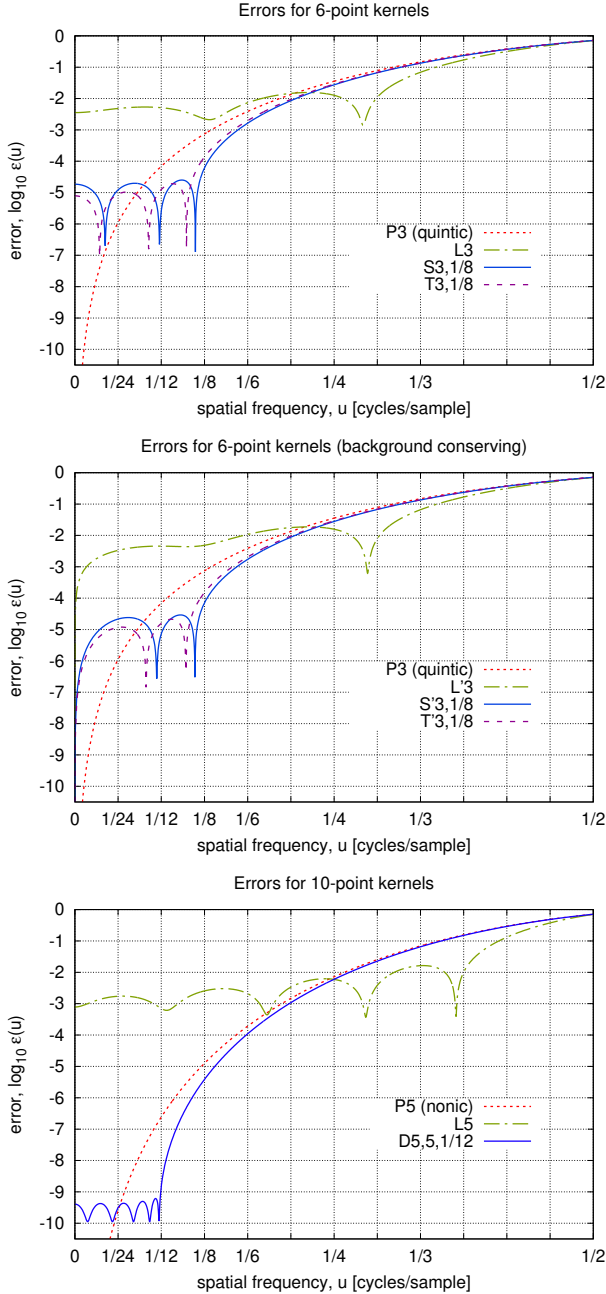 Errors for 6-point kernels
0
-1
-2
-3
-4
-5
-6
-7
-8
-9
-10
error, log10 ε(u)
P3 (quintic)
L3
S3,1/8
T3,1/8
0 1/24 1/12 1/8 1/6 1/4 1/3 1/2
spatial frequency, u [cycles/sample]
Errors for 6-point kernels (background conserving)
0
-1
-2
-3
-4
-5
-6
-7
-8
-9
-10
error, log10 ε(u)
P3 (quintic)
L'3
S'3,1/8
T'3,1/8
0 1/24 1/12 1/8 1/6 1/4 1/3 1/2
spatial frequency, u [cycles/sample]
Errors for 10-point kernels
0
-1
-2
-3
-4
-5
-6
-7
-8
-9
-10
error, log10 ε(u)
P5 (nonic)
L5
D5,5,1/12
0 1/24 1/12 1/8 1/6 1/4 1/3 1/2
spatial frequency, u [cycles/sample]